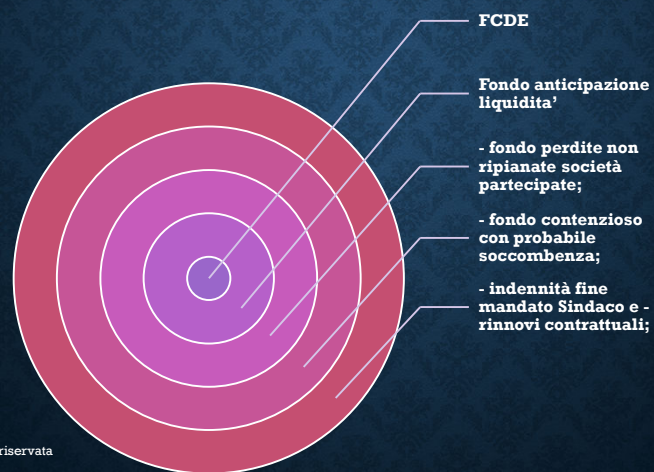 FCDE
Fondo anticipazione
liquidita'
- fondo perdite non
ripianate società
partecipate;
- fondo contenzioso
con probabile
soccombenza;
- indennità fine
mandato Sindaco e -
rinnovi contrattuali;
riservata